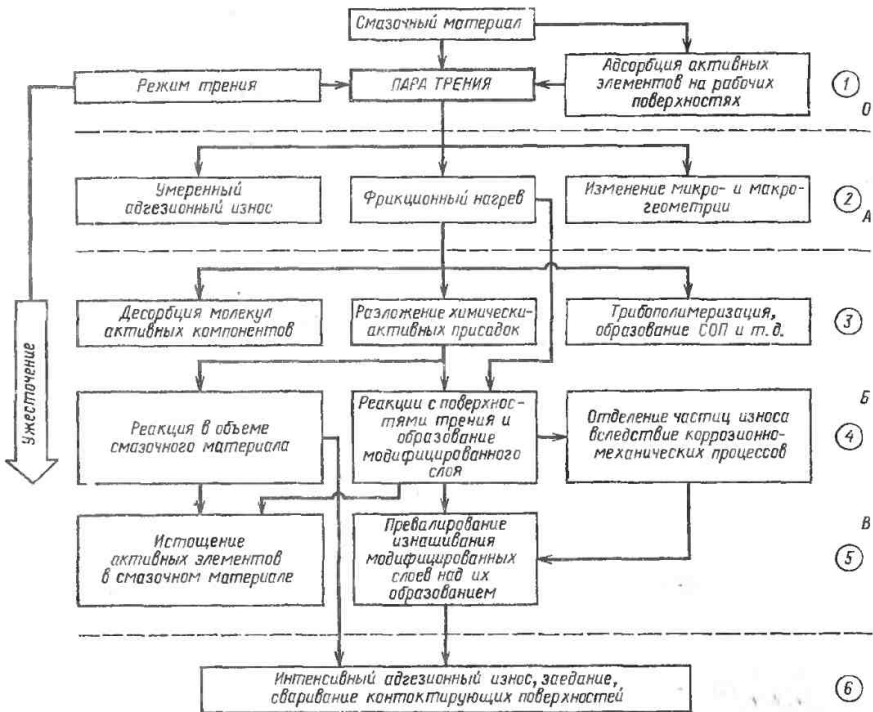 Смазочный материал
Режим трения
ПАРА ТРЕНИЯ
Адсорбция активных
элементов на рабочих
поверхностях
1
О
Умеренный
адгезионный износ
Фрикционный нагрев
Изменение микро- и макро-
геометрии
2
А
Десорбция молекул
активных компонентов
Разложение химически-
активных присадок
Трибополимеризация,
образование СОП и т.д.
3
Ужесточение
Реакция в объеме
смазочного материала
Реакции с поверхнос-
тями трения и
образование
модифицированного
слоя
Отделение частиц износа
вследствие коррозионно-
механических процессов
Б
4
Истощение
активных элементов
в смазочном материале
Превалирование
изнашивания
модифицированных
слоев над их
образованием
В
5
Интенсивный адгезионный износ, заедание,
сваривание контоктирующих поверхностей
6